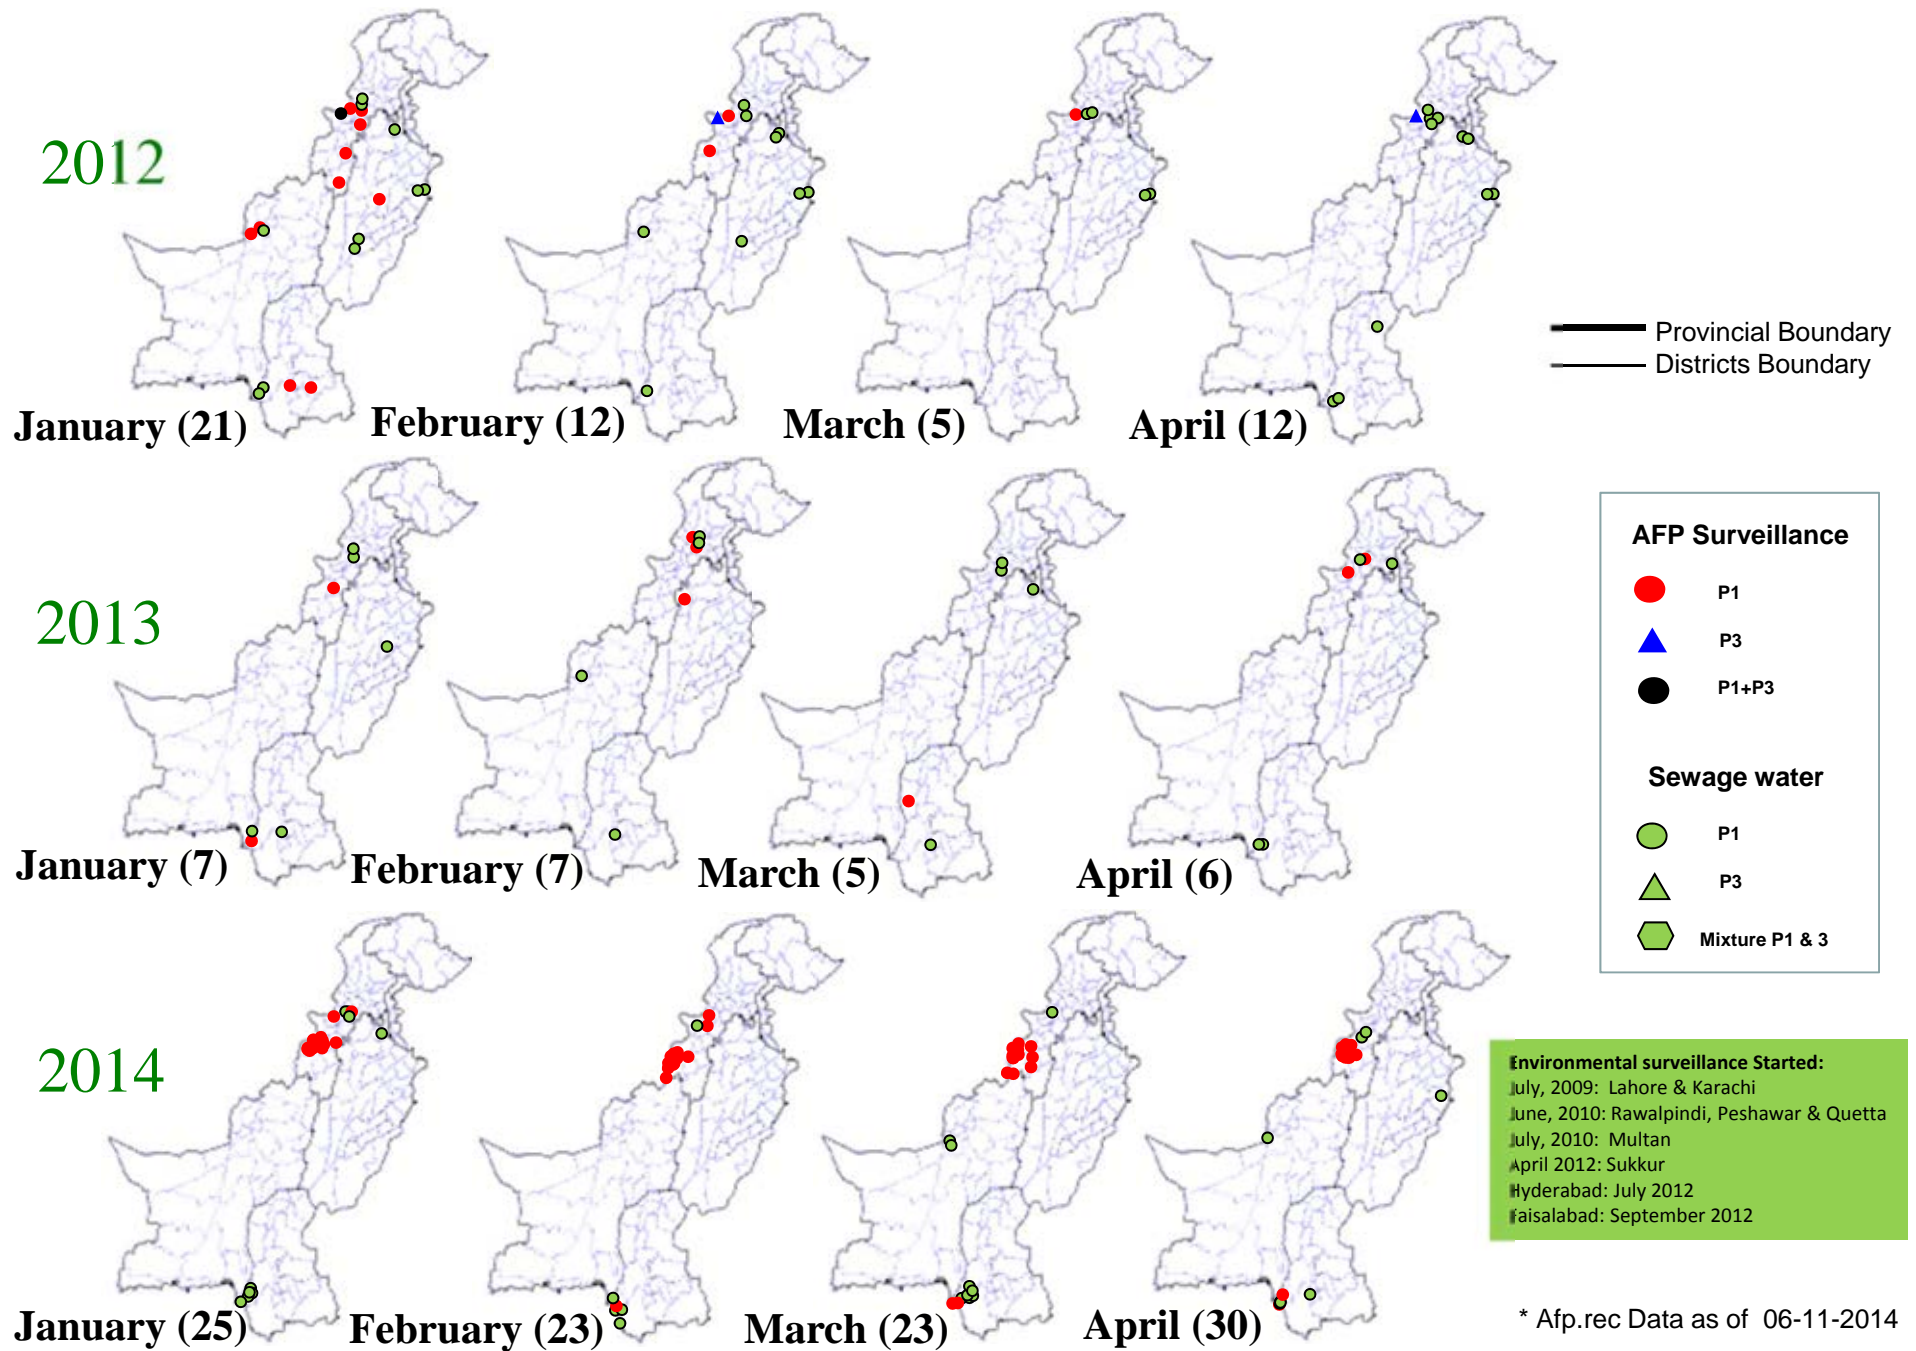 2012
January (21)
February (12)
March (5)
April (12)
Provincial Boundary
Districts Boundary
2013
January (7)
February (7)
March (5)
April (6)
AFP Surveillance
P1
P3
P1+P3
Sewage water
P1
P3
Mixture P1 & 3
2014
January (25)
February (23)
March (23)
April (30)
Environmental surveillance Started:
July, 2009: Lahore & Karachi
June, 2010: Rawalpindi, Peshawar & Quetta
July, 2010: Multan
April 2012: Sukkur
Hyderabad: July 2012
Faisalabad: September 2012
* Afp.rec Data as of 06-11-2014